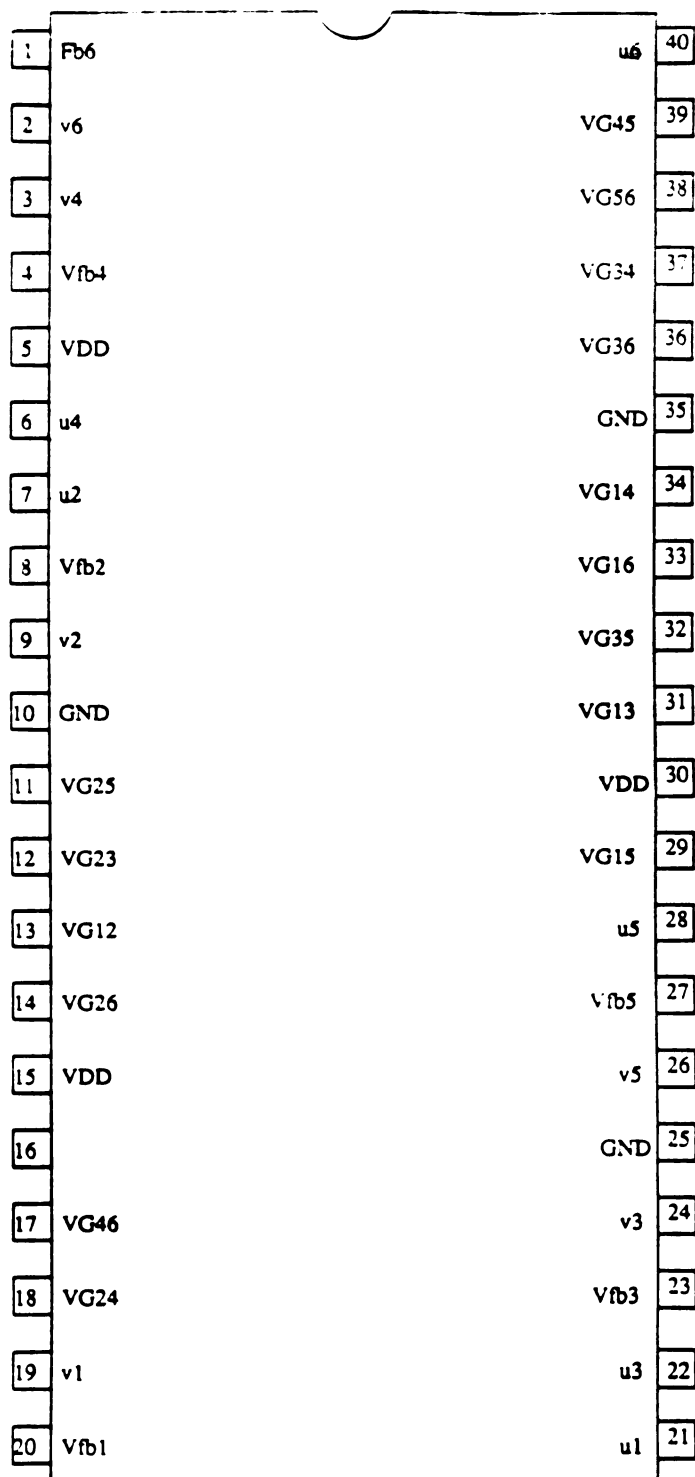 1 Fb6 u6 40
2 v6 VG45 39
3 v4 VG56 38
4 Vfb4 VG34 37
5 VDD VG36 36
6 u4 GND 35
7 u2 VG14 34
8 Vfb2 VG16 33
9 v2 VG35 32
10 GND VG13 31
11 VG25 VDD 30
12 VG23 VG15 29
13 VG12 u5 28
14 VG26 Vfb5 27
15 VDD v5 26
16 GND 25
17 VG46 v3 24
18 VG24 Vfb3 23
19 v1 u3 22
20 Vfb1 u1 21